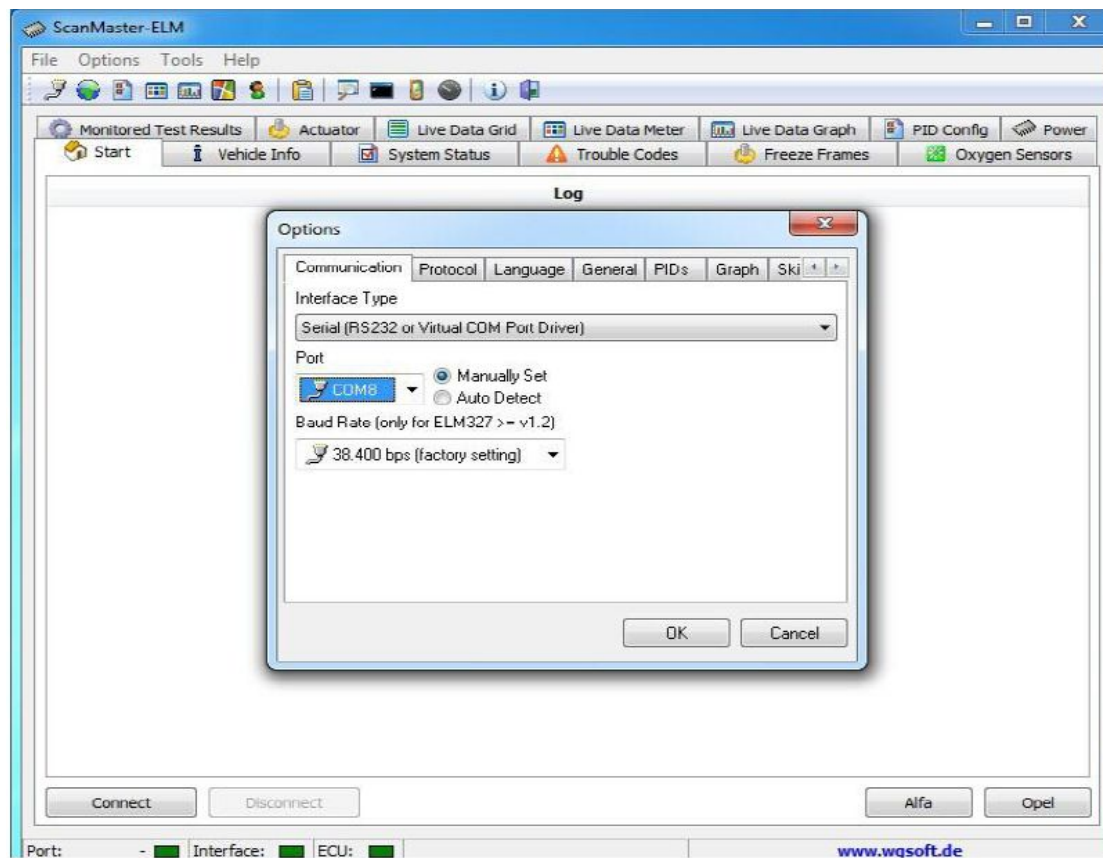 ScanMaster-ELM
File Options Tools Help
Monitored Test Results Actuator Live Data Grid Live Data Meter Live Data Graph PID Config Power
Start Vehicle Info System Status Trouble Codes Freeze Frames Oxygen Sensors
Log
Options
Communication Protocol Language General PIDs Graph Ski
Interface Type
Serial (RS232 or Virtual COM Port Driver)
Port
COM8
Manually Set
Auto Detect
Baud Rate (only for ELM327 >= v1.2)
38.400 bps (factory setting)
OK Cancel
Connect Disconnect Alfa Opel
Port: - Interface: ECU: www.wgsoft.de